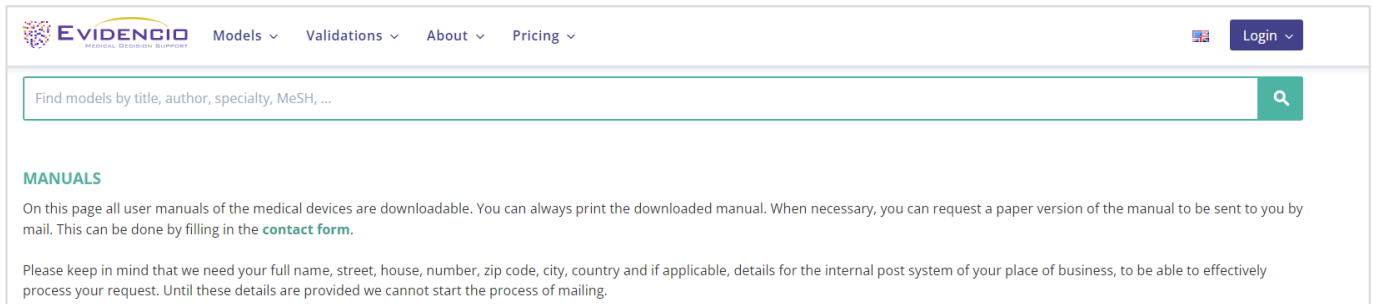 EVIDENCIO
MEDICAL DECISION SUPPORT
Models
Validations
About
Pricing
Login
Find models by title, author, specialty, MeSH, ...
MANUALS
On this page all user manuals of the medical devices are downloadable. You can always print the downloaded manual. When necessary, you can request a paper version of the manual to be sent to you by
mail. This can be done by filling in the contact form.
Please keep in mind that we need your full name, street, house, number, zip code, city, country and if applicable, details for the internal post system of your place of business, to be able to effectively
process your request. Until these details are provided we cannot start the process of mailing.